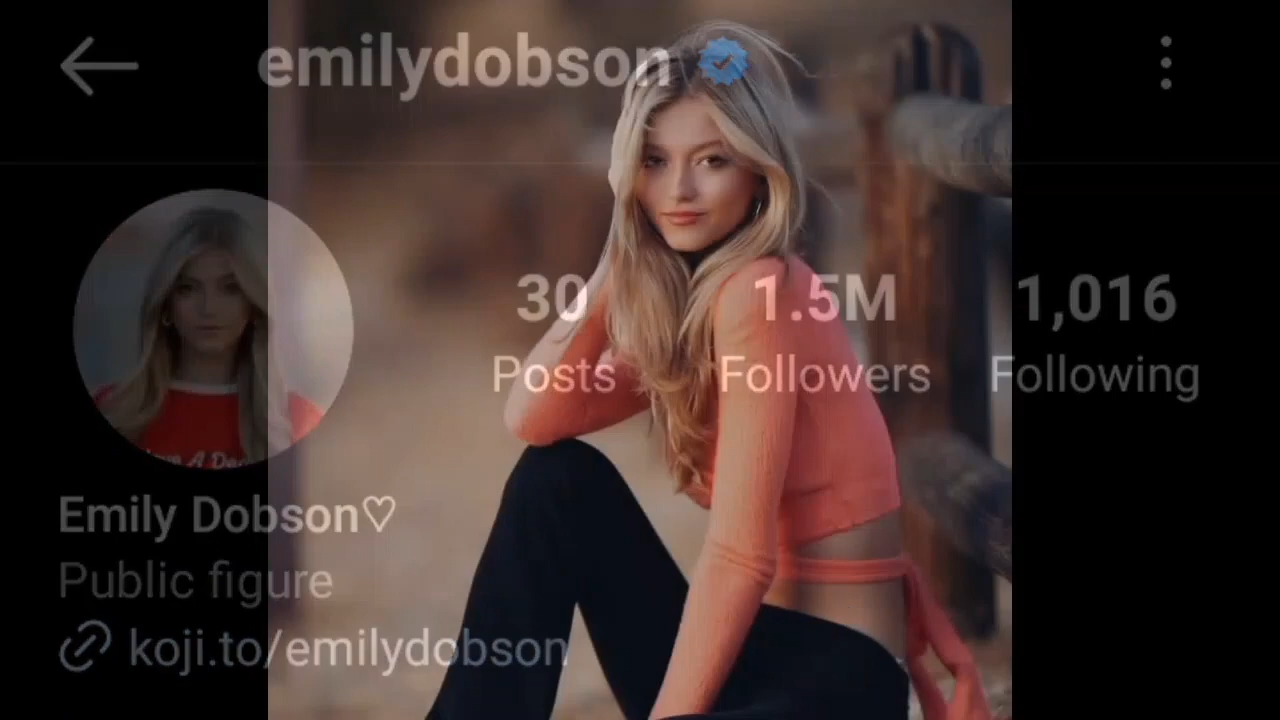 emilydobson
30 1.5M 1,016
Posts Followers Following
Emily Dobson♡
Public figure
koji.to/emilydobson